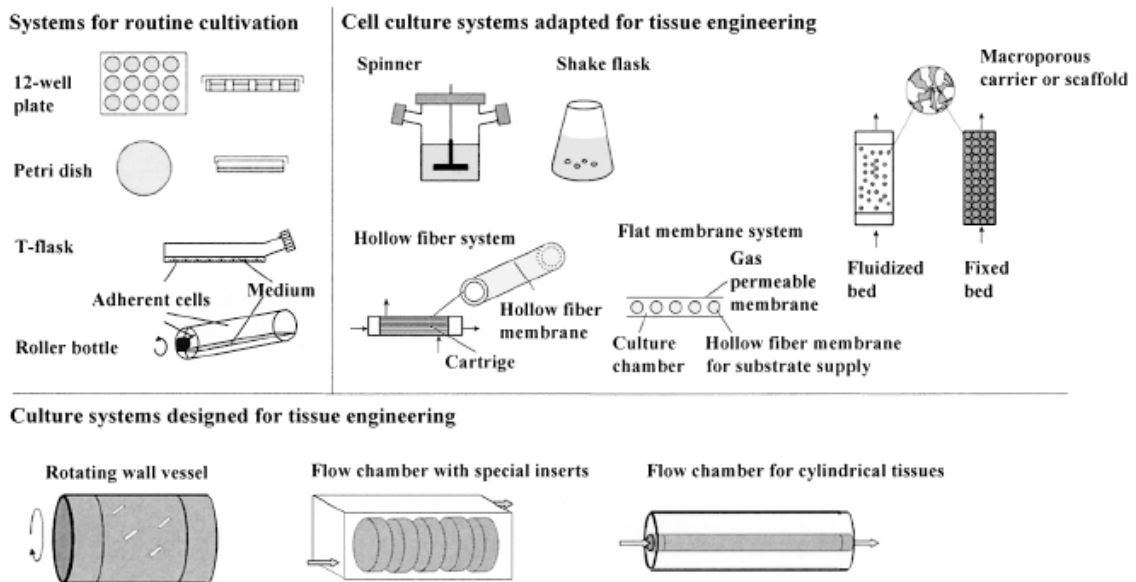 Systems for routine cultivation
12-well
plate
Petri dish
T-flask
Adherent cells
Medium
Roller bottle
Cell culture systems adapted for tissue engineering
Spinner
Shake flask
Macroporous
carrier or scaffold
Fluidized
bed
Fixed
bed
Hollow fiber system
Hollow fiber
membrane
Cartrige
Flat membrane system
Gas
permeable
membrane
Culture
chamber
Hollow fiber membrane
for substrate supply
Culture systems designed for tissue engineering
Rotating wall vessel
Flow chamber with special inserts
Flow chamber for cylindrical tissues